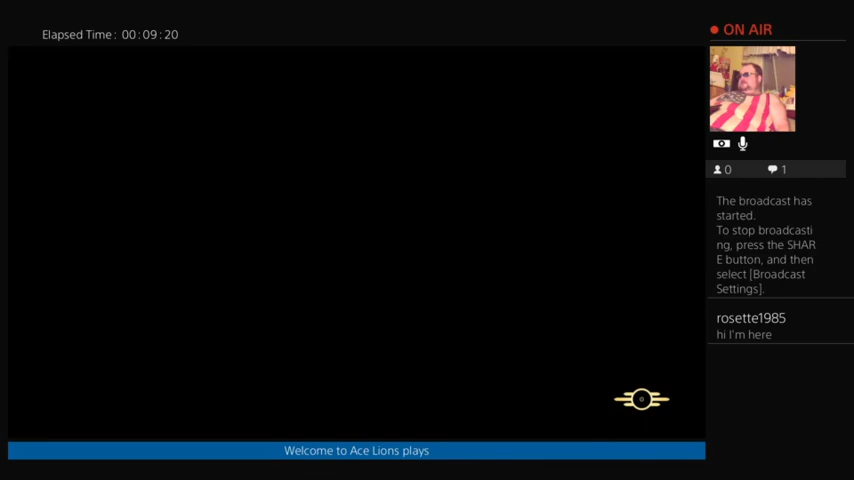 Elapsed Time: 00:09:20
ON AIR
0 1
The broadcast has
started.
To stop broadcasti
ng, press the SHAR
E button, and then
select [Broadcast
Settings].
rosette1985
hi I'm here
Welcome to Ace Lions plays